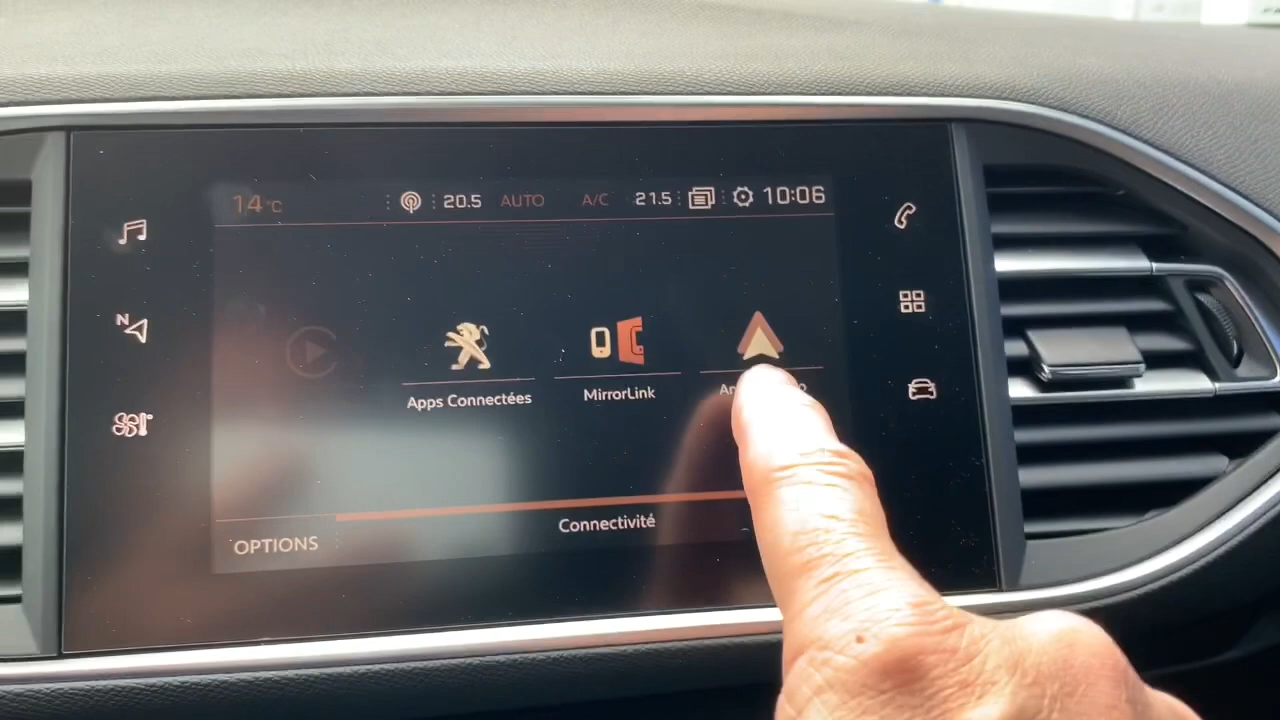 14°C 20.5 AUTO A/C 21.5 10:06
N
Apps Connectées MirrorLink
Connectivité
OPTIONS